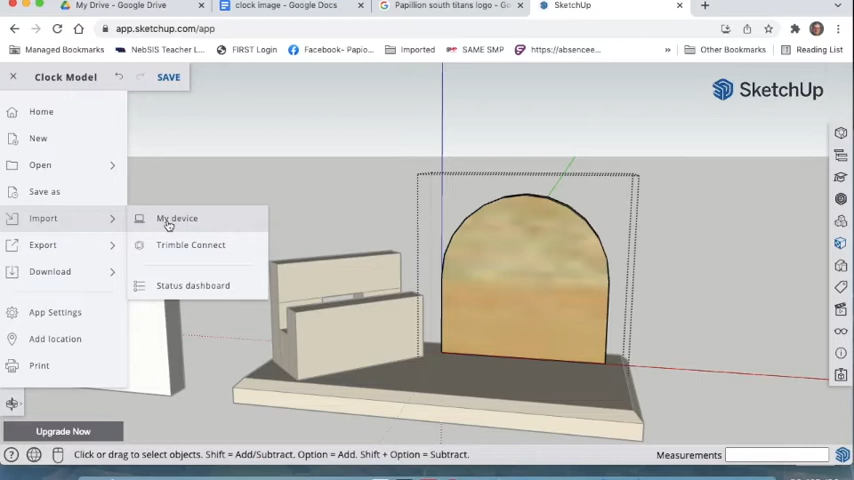 My Drive - Google Drive
clock image - Google Docs
Papillion south titans logo - G
SketchUp
app.sketchup.com/app
Managed Bookmarks
NebSIS Teacher L...
FIRST Login
Facebook- Papio...
Imported
SAME SMP
https://absencee...
Other Bookmarks
Reading List
Clock Model
SAVE
SketchUp
Home
New
Open
Save as
Import
My device
Export
Trimble Connect
Download
Status dashboard
App Settings
Add location
Print
Upgrade Now
Click or drag to select objects. Shift = Add/Subtract. Option = Add. Shift + Option = Subtract.
Measurements